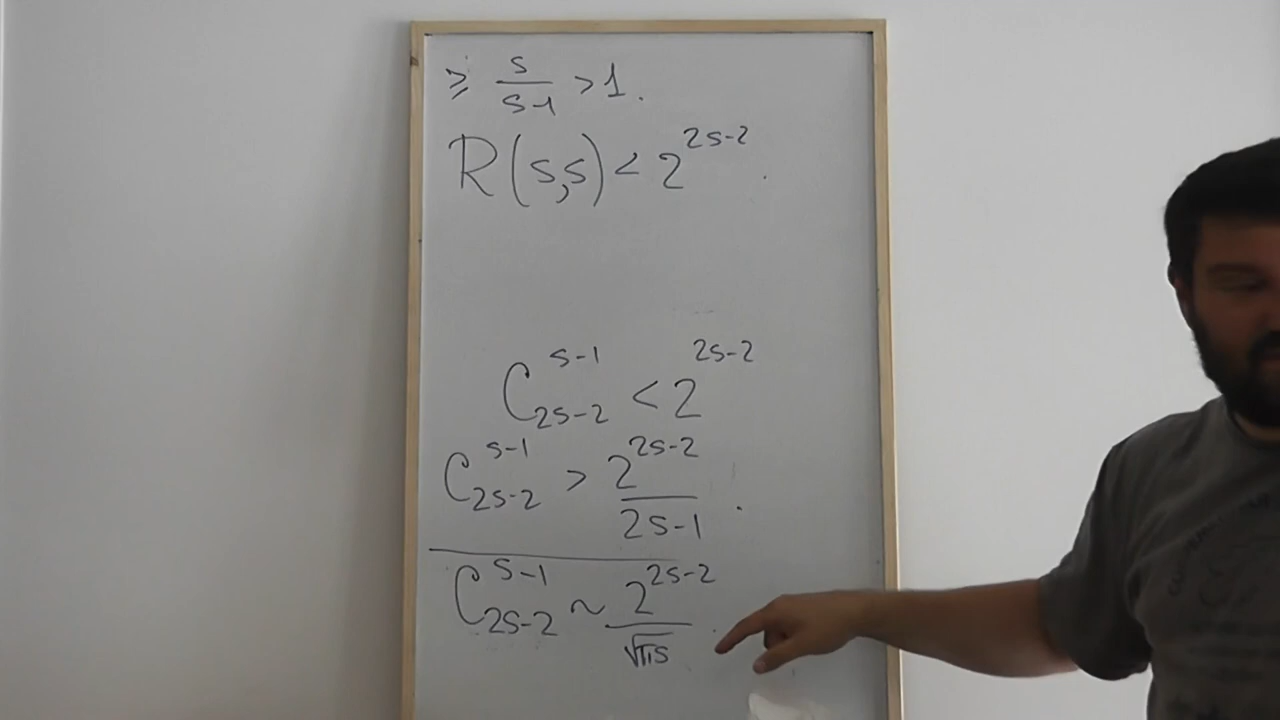 ≥ s/(s-1) > 1.
R(s,s) < 2^{2s-2}.
C_{2s-2}^{s-1} < 2^{2s-2}
C_{2s-2}^{s-1} > 2^{2s-2}/(2s-1).
C_{2s-2}^{s-1} ~ 2^{2s-2}/√(πs).